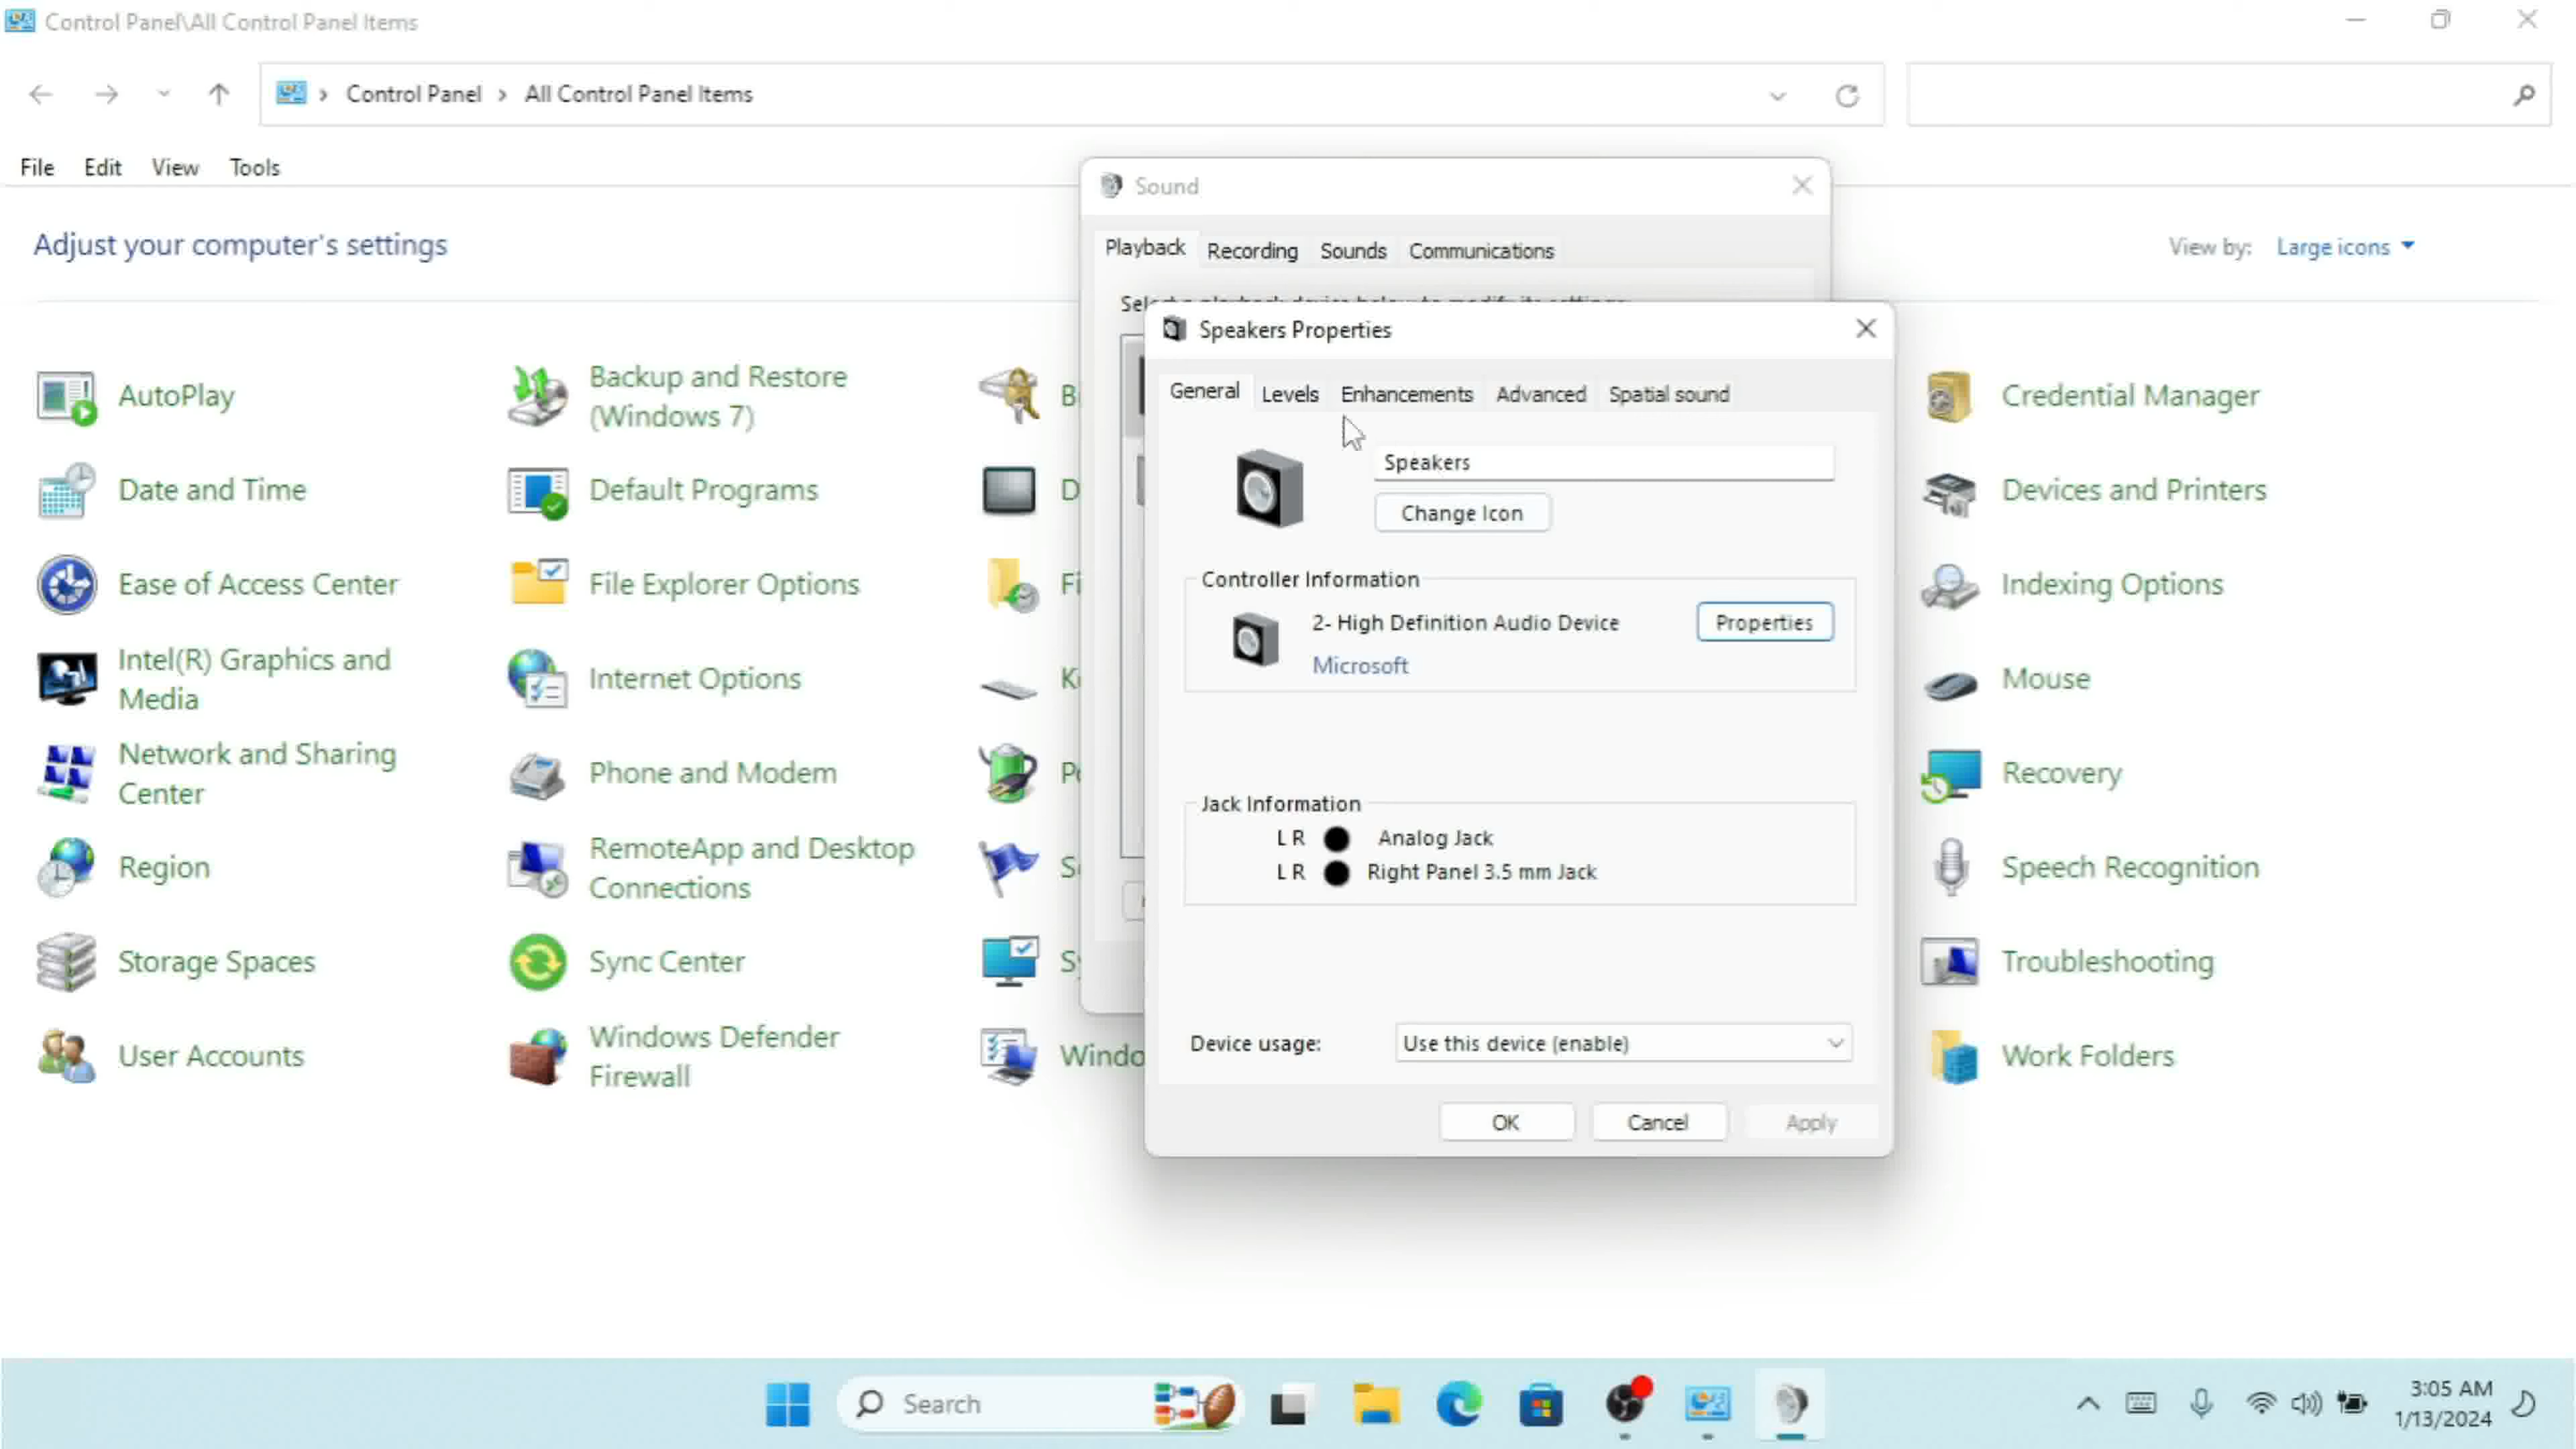 Control Panel\All Control Panel Items
Control Panel > All Control Panel Items
File Edit View Tools
Adjust your computer's settings
View by: Large icons
AutoPlay
Backup and Restore
(Windows 7)
Credential Manager
Date and Time
Default Programs
Devices and Printers
Ease of Access Center
File Explorer Options
Indexing Options
Intel(R) Graphics and
Media
Internet Options
Mouse
Network and Sharing
Center
Phone and Modem
Recovery
Region
RemoteApp and Desktop
Connections
Speech Recognition
Storage Spaces
Sync Center
Troubleshooting
User Accounts
Windows Defender
Firewall
Work Folders
Sound
Playback Recording Sounds Communications
Speakers Properties
General Levels Enhancements Advanced Spatial sound
Speakers
Change Icon
Controller Information
2- High Definition Audio Device
Properties
Microsoft
Jack Information
L R Analog Jack
L R Right Panel 3.5 mm Jack
Device usage: Use this device (enable)
OK Cancel Apply
Search
3:05 AM
1/13/2024